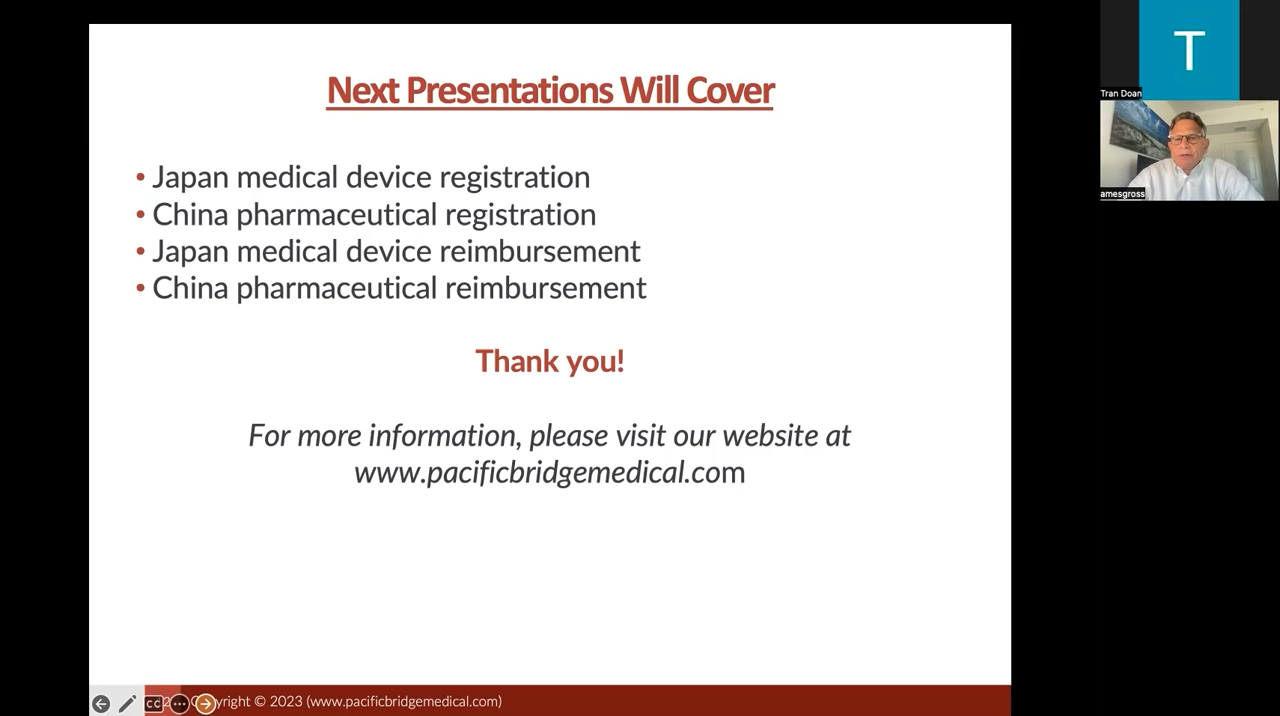 Next Presentations Will Cover
• Japan medical device registration
• China pharmaceutical registration
• Japan medical device reimbursement
• China pharmaceutical reimbursement
Thank you!
For more information, please visit our website at
www.pacificbridgemedical.com
yright © 2023 (www.pacificbridgemedical.com)
cc
T
Tran Doan
amesgross